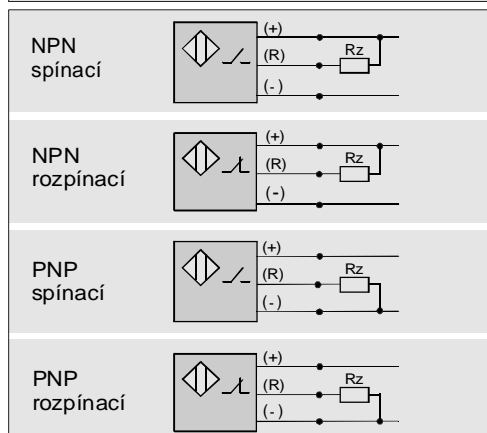 NPN
spínací
(+)
(R)
Rz
(-)
NPN
rozpínací
(+)
(R)
Rz
(-)
PNP
spínací
(+)
(R)
Rz
(-)
PNP
rozpínací
(+)
(R)
Rz
(-)